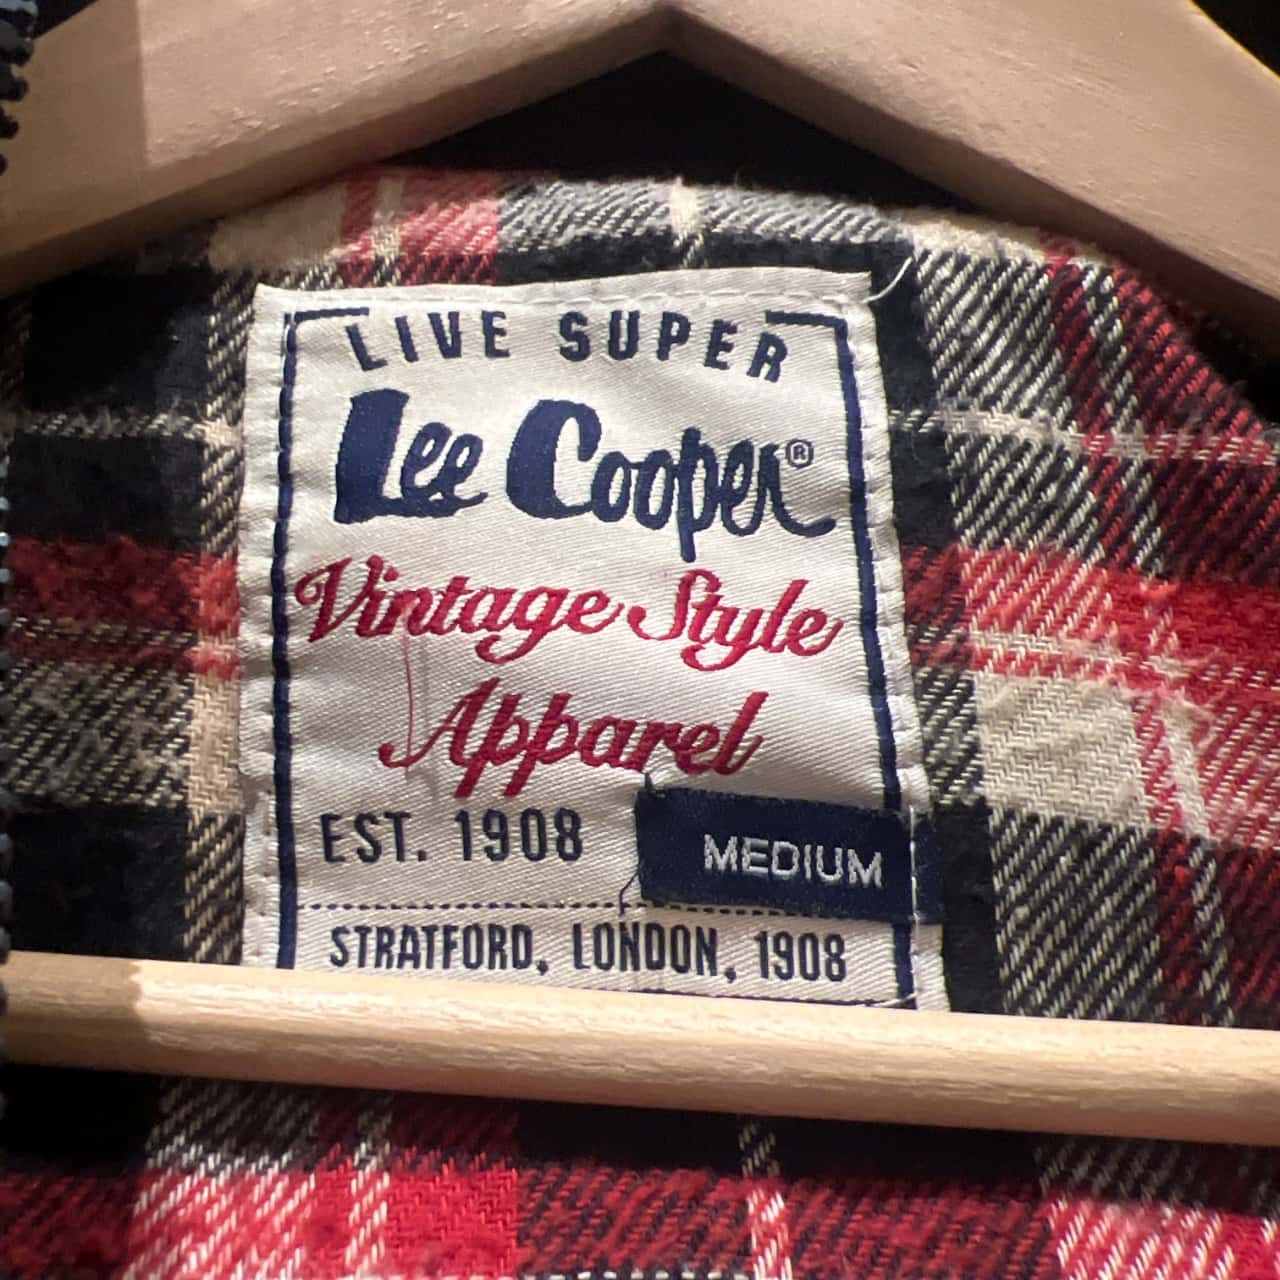 LIVE SUPER
Lee Cooper®
Vintage Style
Apparel
EST. 1908
MEDIUM
STRATFORD, LONDON, 1908